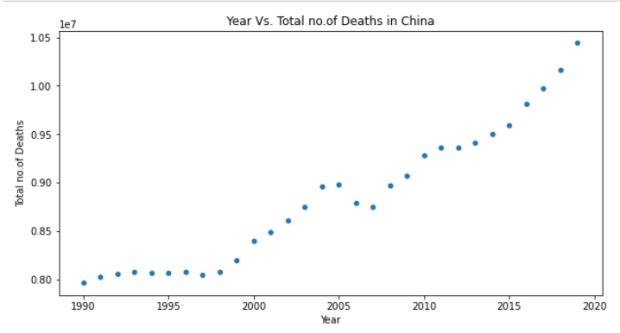 Year Vs. Total no.of Deaths in China
1e7
1.05
1.00
0.95
0.90
0.85
0.80
Total no.of Deaths
1990 1995 2000 2005 2010 2015 2020
Year